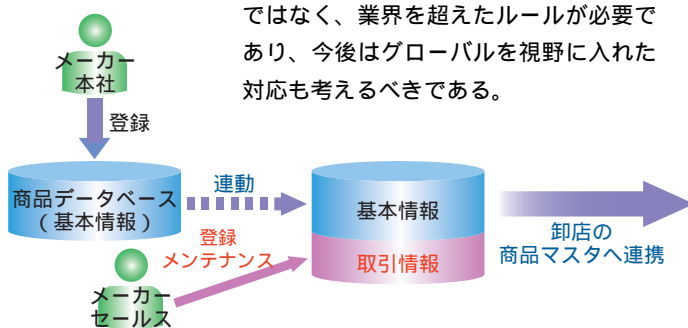 ではなく、業界を超えたルールが必要で
あり、今後はグローバルを視野に入れた
対応も考えるべきである。
メーカー
本社
登録
商品データベース
（基本情報）
連動
基本情報
取引情報
卸店の
商品マスタへ連携
登録
メンテナンス
メーカー
セールス